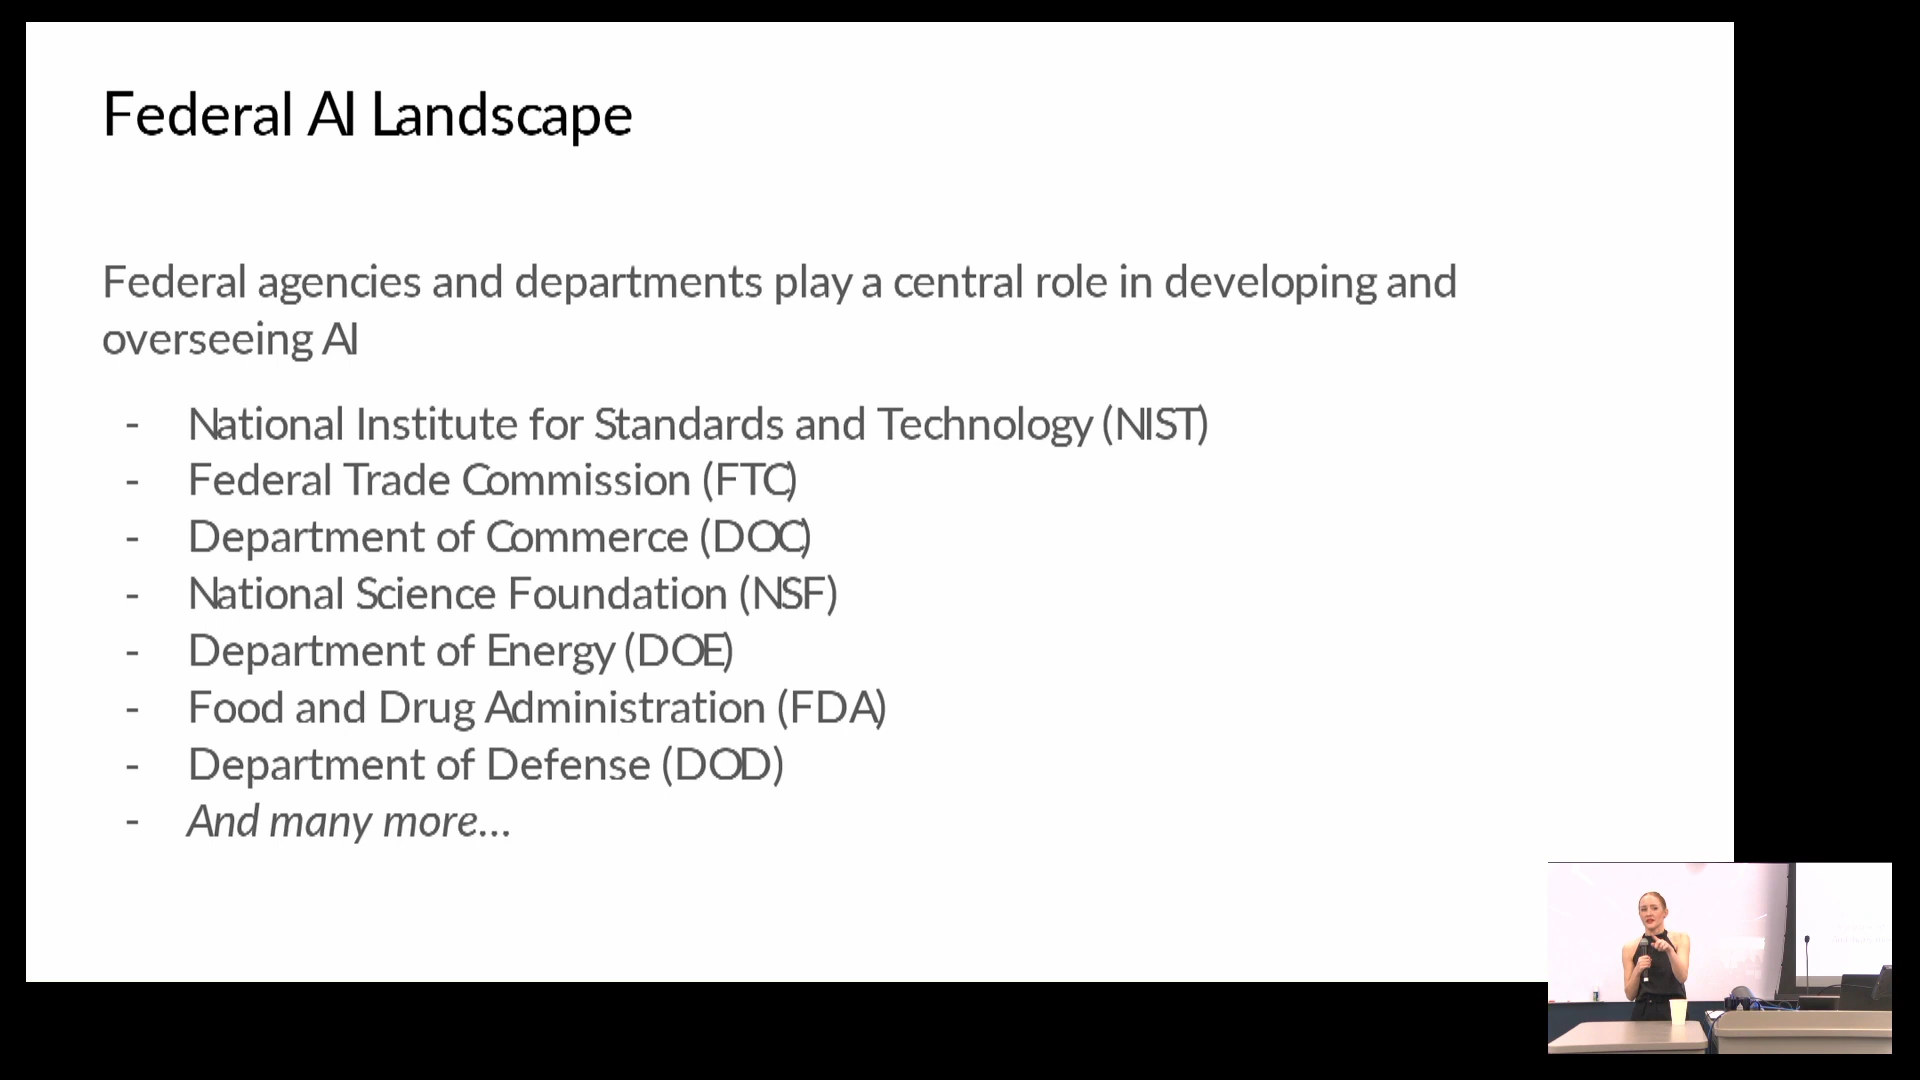 Federal AI Landscape
Federal agencies and departments play a central role in developing and
overseeing AI
- National Institute for Standards and Technology (NIST)
- Federal Trade Commission (FTC)
- Department of Commerce (DOC)
- National Science Foundation (NSF)
- Department of Energy (DOE)
- Food and Drug Administration (FDA)
- Department of Defense (DOD)
- And many more...